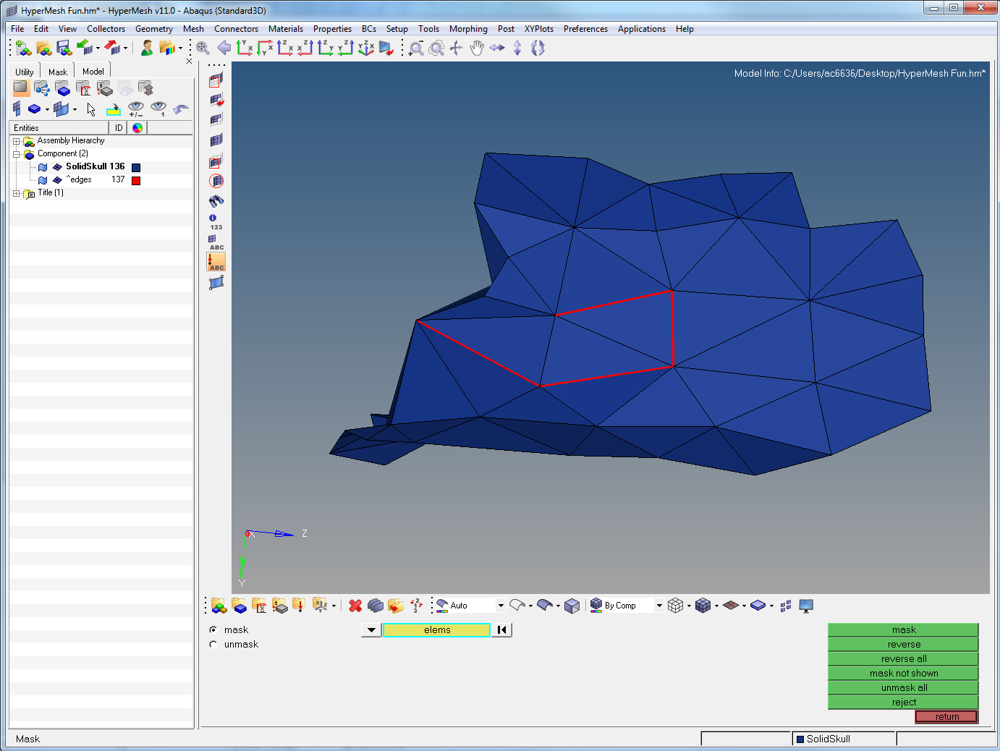 HyperMesh Fun.hm* - HyperMesh v11.0 - Abaqus (Standard3D)
File Edit View Collectors Geometry Mesh Connectors Materials Properties BCs Setup Tools Morphing Post XYPlots Preferences Applications Help
Utility Mask Model
Model Info: C:/Users/ac6636/Desktop/HyperMesh Fun.hm*
Entities ID
Assembly Hierarchy
Component (2)
SolidSkull 136
^edges 137
Title (1)
123
ABC
ABC
X Z
Y
Auto By Comp
mask elems mask
unmask reverse
reverse all
mask not shown
unmask all
reject
return
Mask SolidSkull